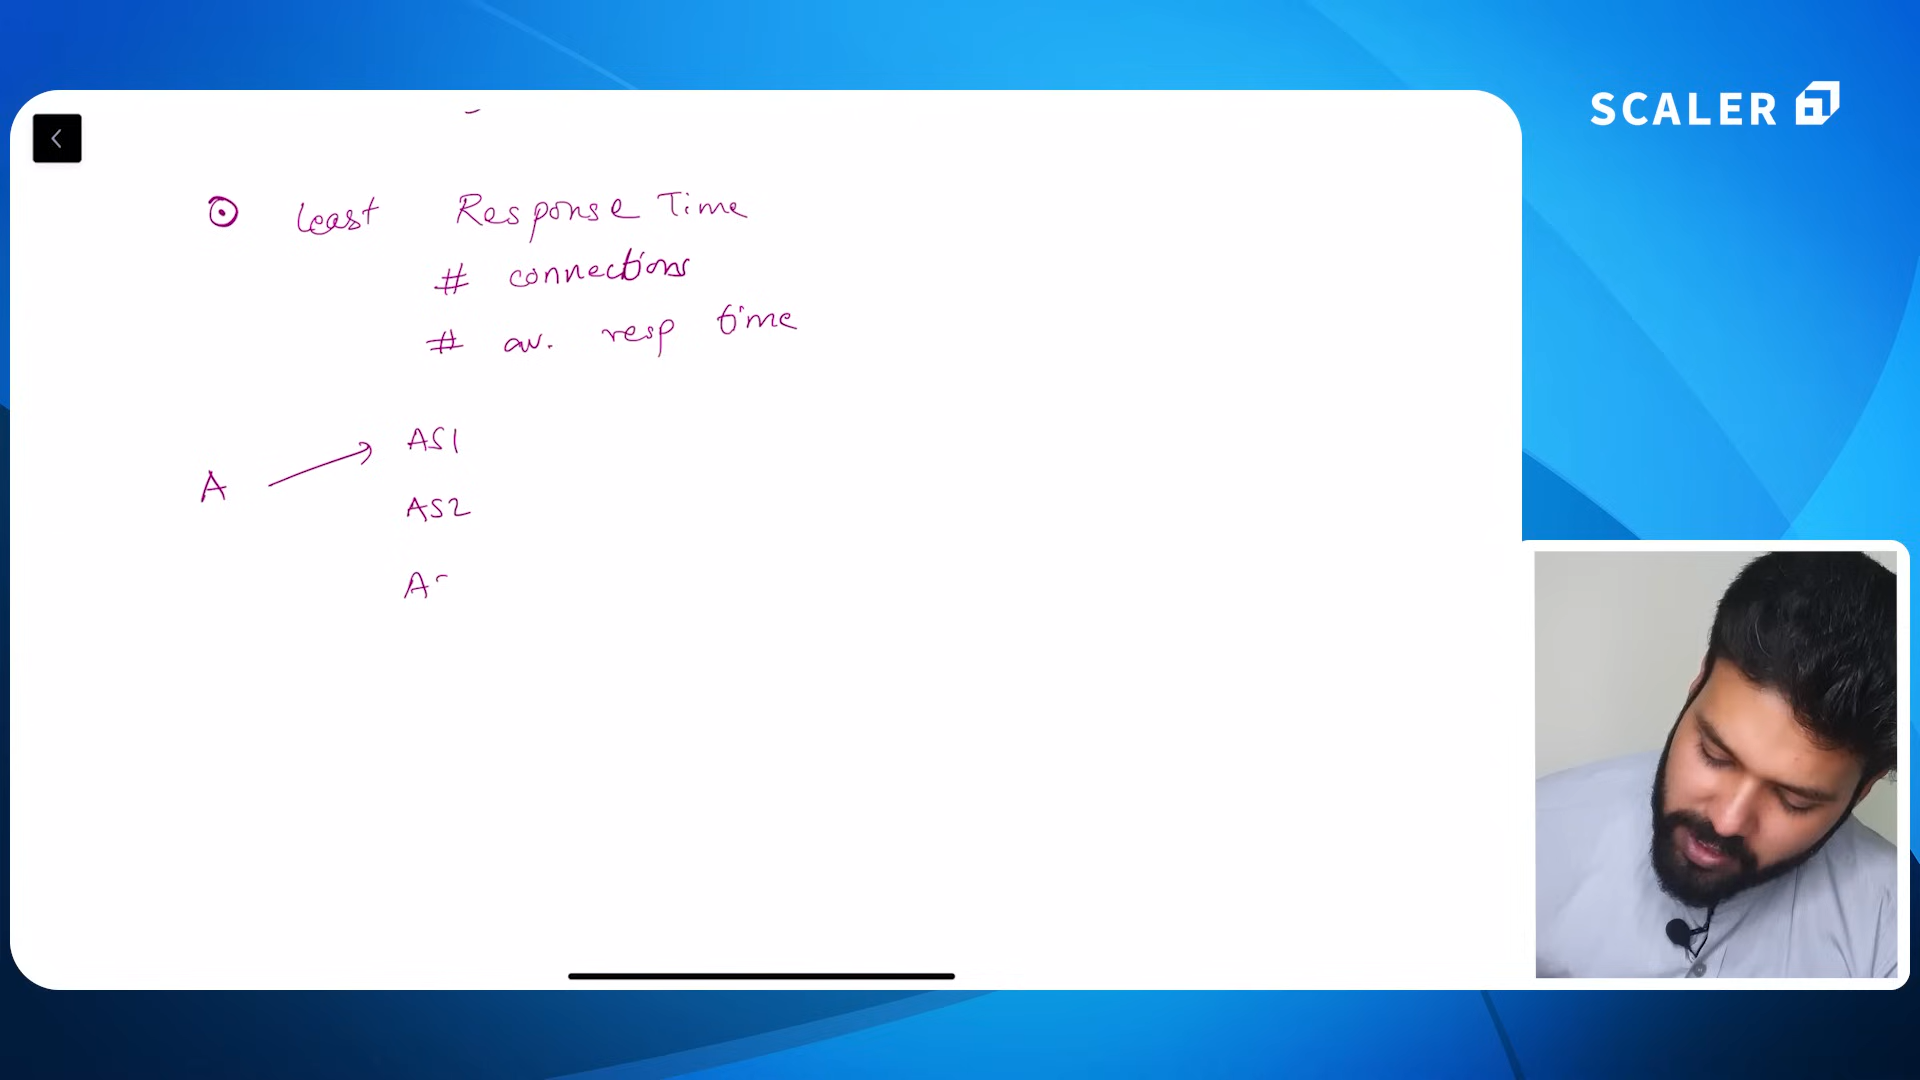 SCALER
Least Response Time
# connections
# av. resp time
AS1
A
AS2
A